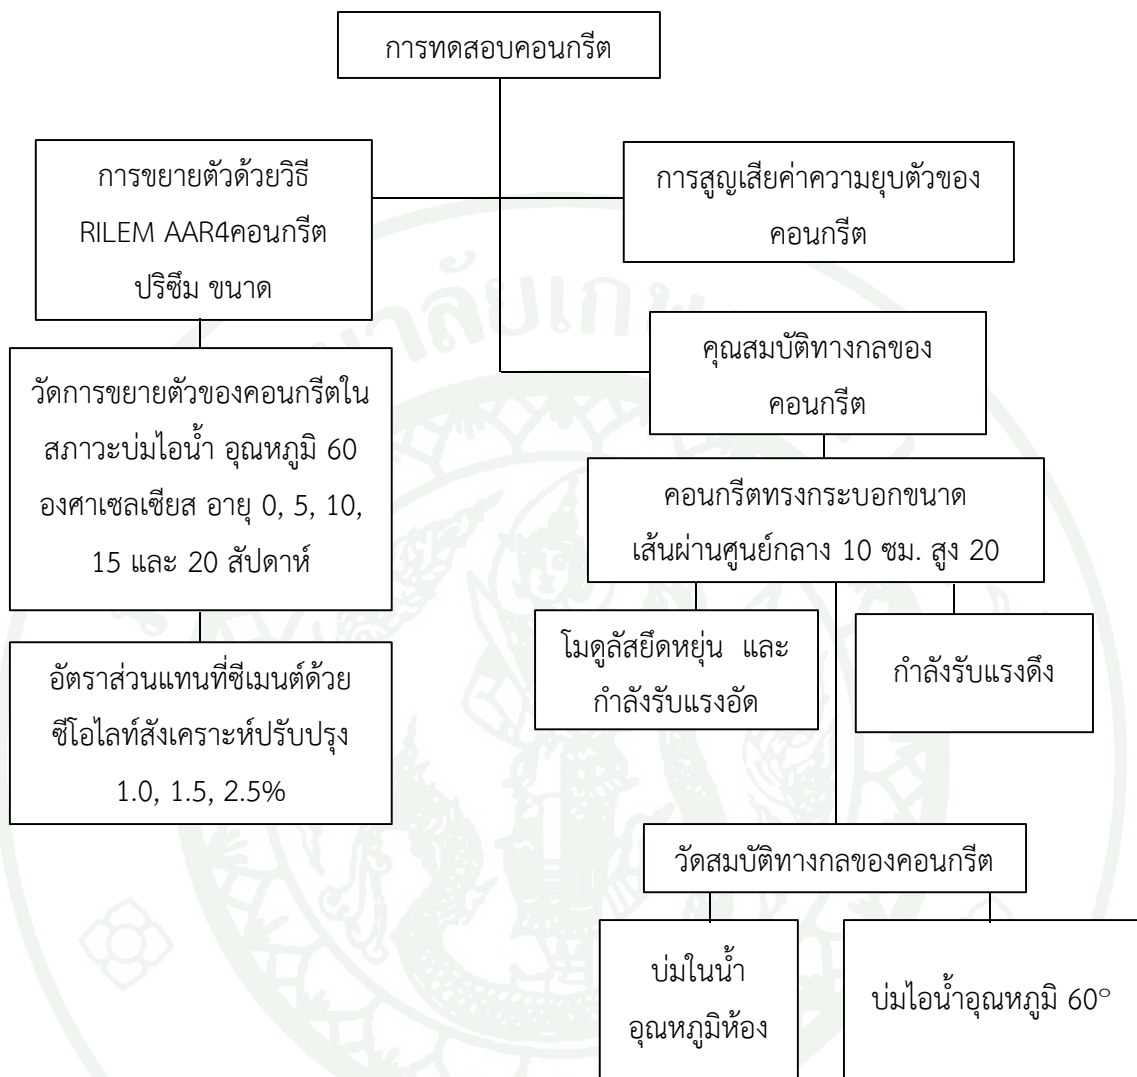 การทดสอบคอนกรีต
การขยายตัวด้วยวิธี
RILEM AAR4คอนกรีต
ปริซึม ขนาด
การสูญเสียค่าความยุบตัวของ
คอนกรีต
คุณสมบัติทางกลของ
คอนกรีต
วัดการขยายตัวของคอนกรีตใน
สภาวะบ่มไอน้ำ อุณหภูมิ 60
องศาเซลเซียส อายุ 0, 5, 10,
15 และ 20 สัปดาห์
คอนกรีตทรงกระบอกขนาด
เส้นผ่านศูนย์กลาง 10 ซม. สูง 20
อัตราส่วนแทนที่ซีเมนต์ด้วย
ซีโอไลท์สังเคราะห์ปรับปรุง
1.0, 1.5, 2.5%
โมดูลัสยึดหยุ่น และ
กำลังรับแรงอัด
กำลังรับแรงดึง
วัดสมบัติทางกลของคอนกรีต
บ่มในน้ำ
อุณหภูมิห้อง
บ่มไอน้ำอุณหภูมิ 60°